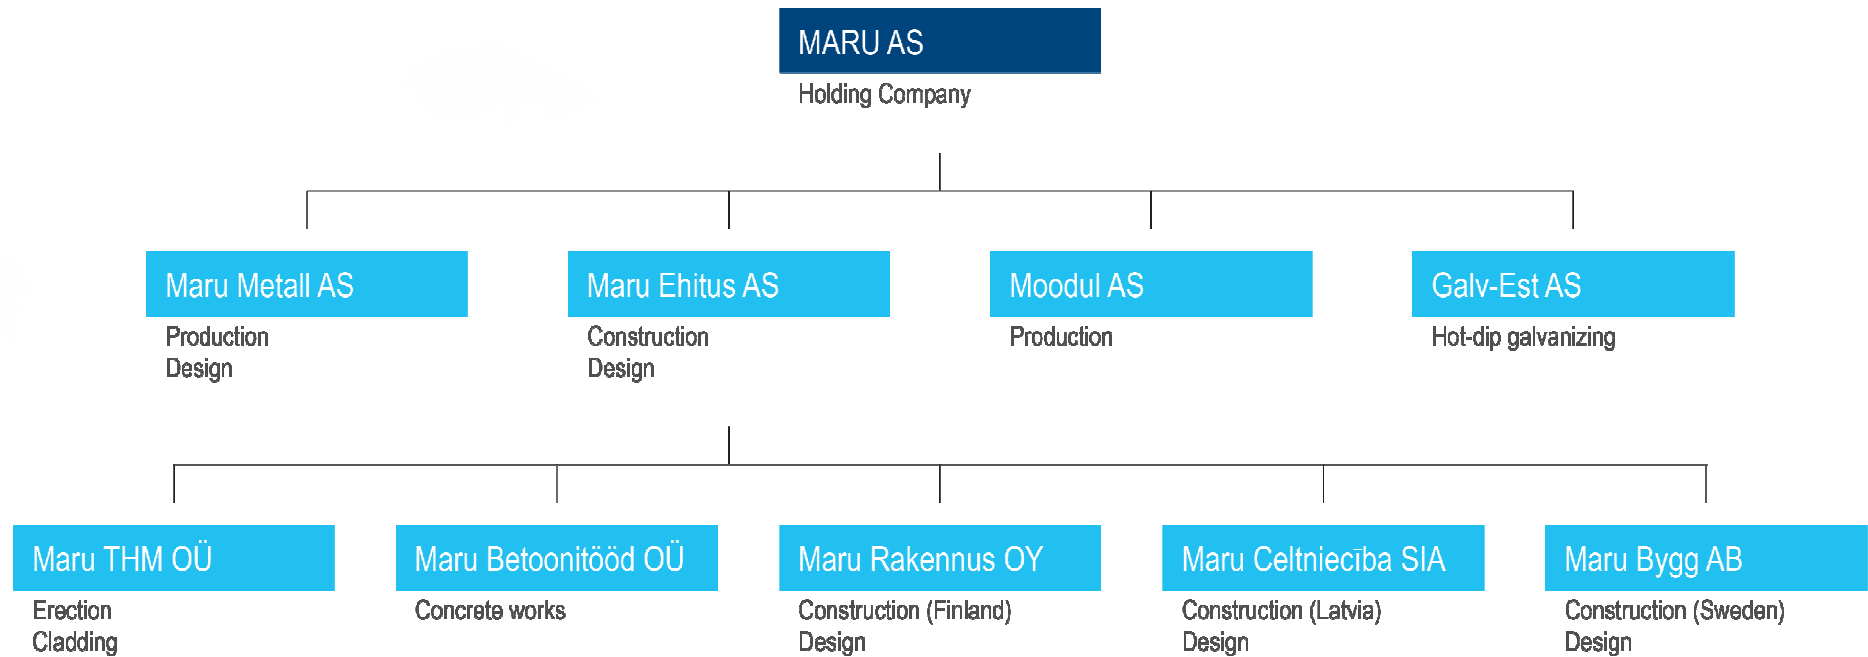 MARU AS
Holding Company
Maru Metall AS
Production
Design
Maru Ehitus AS
Construction
Design
Moodul AS
Production
Galv-Est AS
Hot-dip galvanizing
Maru THM OÜ
Erection
Cladding
Maru Betoonitööd OÜ
Concrete works
Maru Rakennus OY
Construction (Finland)
Design
Maru Celtniecība SIA
Construction (Latvia)
Design
Maru Bygg AB
Construction (Sweden)
Design